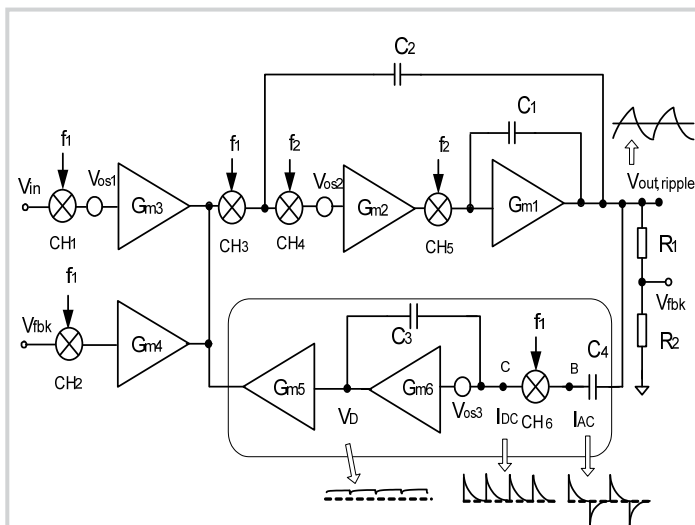 C2
C1
f1
f1
f2
f2
Vin
Vos1
Gm3
Vos2
Gm2
Gm1
Vout,ripple
CH1
CH3
CH4
CH5
R1
f1
Vfbk
Vfbk
Gm4
CH2
C3
f1
C4
R2
Gm5
Gm6
C
B
VD
Vos3
IDC
CH6
IAC